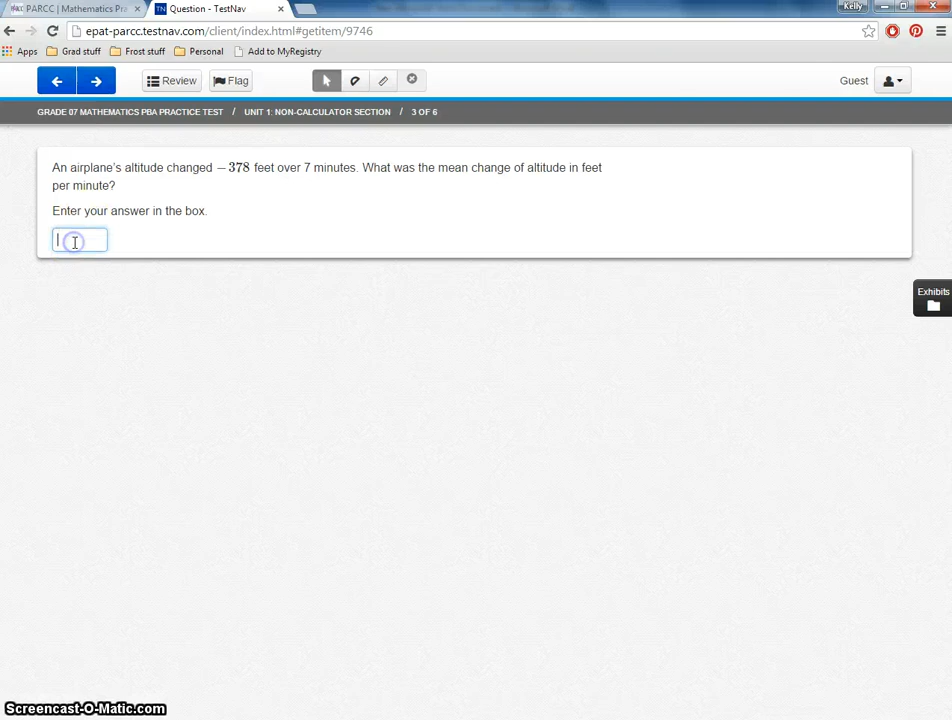 PARCC | Mathematics Pra
Question - TestNav
Kelly
epat-parcc.testnav.com/client/index.html#getitem/9746
Apps Grad stuff Frost stuff Personal Add to MyRegistry
Review Flag
Guest
GRADE 07 MATHEMATICS PBA PRACTICE TEST / UNIT 1: NON-CALCULATOR SECTION / 3 OF 6
An airplane's altitude changed −378 feet over 7 minutes. What was the mean change of altitude in feet
per minute?
Enter your answer in the box.
Exhibits
Screencast-O-Matic.com